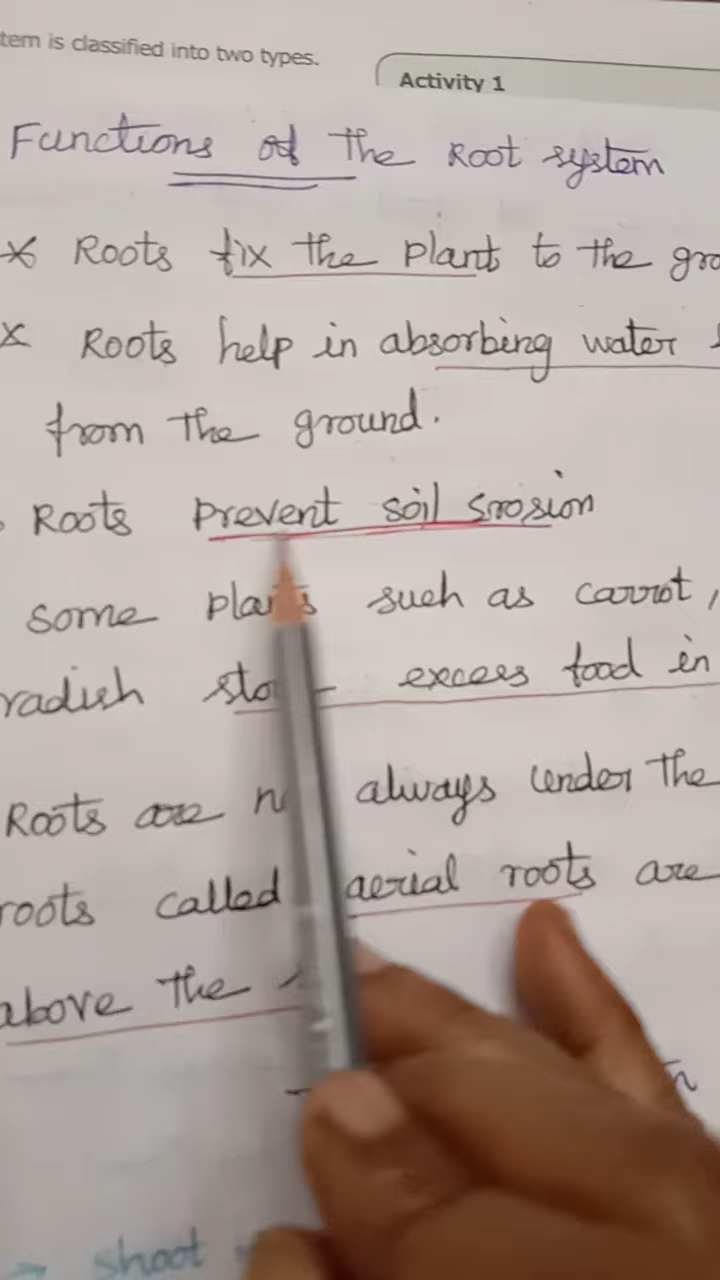 tem is classified into two types.
Activity 1
Functions of the Root system
* Roots fix the plant to the gro
x Roots help in absorbing water
from the ground.
Roots prevent soil erosion
some plants such as carrot,
radish excess food in
Roots are always under the
roots called aerial roots are
above the
shoot